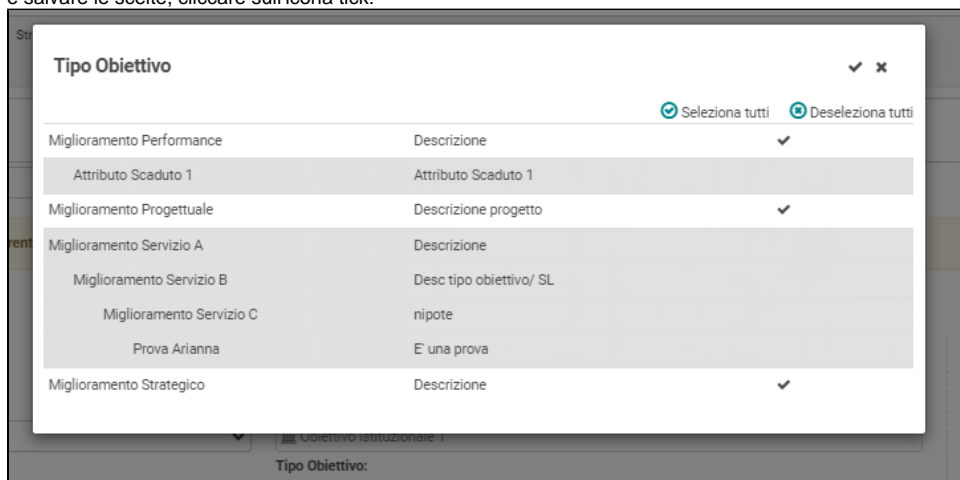 e salvare le scelte, cliccare sull'icona tick.
Str
Tipo Obiettivo
Seleziona tutti Deseleziona tutti
Miglioramento Performance Descrizione
Attributo Scaduto 1 Attributo Scaduto 1
Miglioramento Progettuale Descrizione progetto
rent
Miglioramento Servizio A Descrizione
Miglioramento Servizio B Desc tipo obiettivo/ SL
Miglioramento Servizio C nipote
Prova Arianna E' una prova
Miglioramento Strategico Descrizione
Obiettivo Istituzionale 1
Tipo Obiettivo: